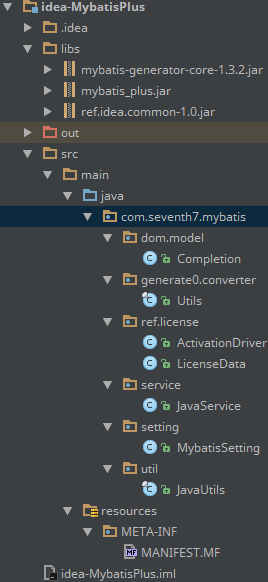 idea-MybatisPlus
.idea
libs
mybatis-generator-core-1.3.2.jar
mybatis_plus.jar
ref.idea.common-1.0.jar
out
src
main
java
com.seventh7.mybatis
dom.model
Completion
generate0.converter
Utils
ref.license
ActivationDriver
LicenseData
service
JavaService
setting
MybatisSetting
util
JavaUtils
resources
META-INF
MANIFEST.MF
idea-MybatisPlus.iml